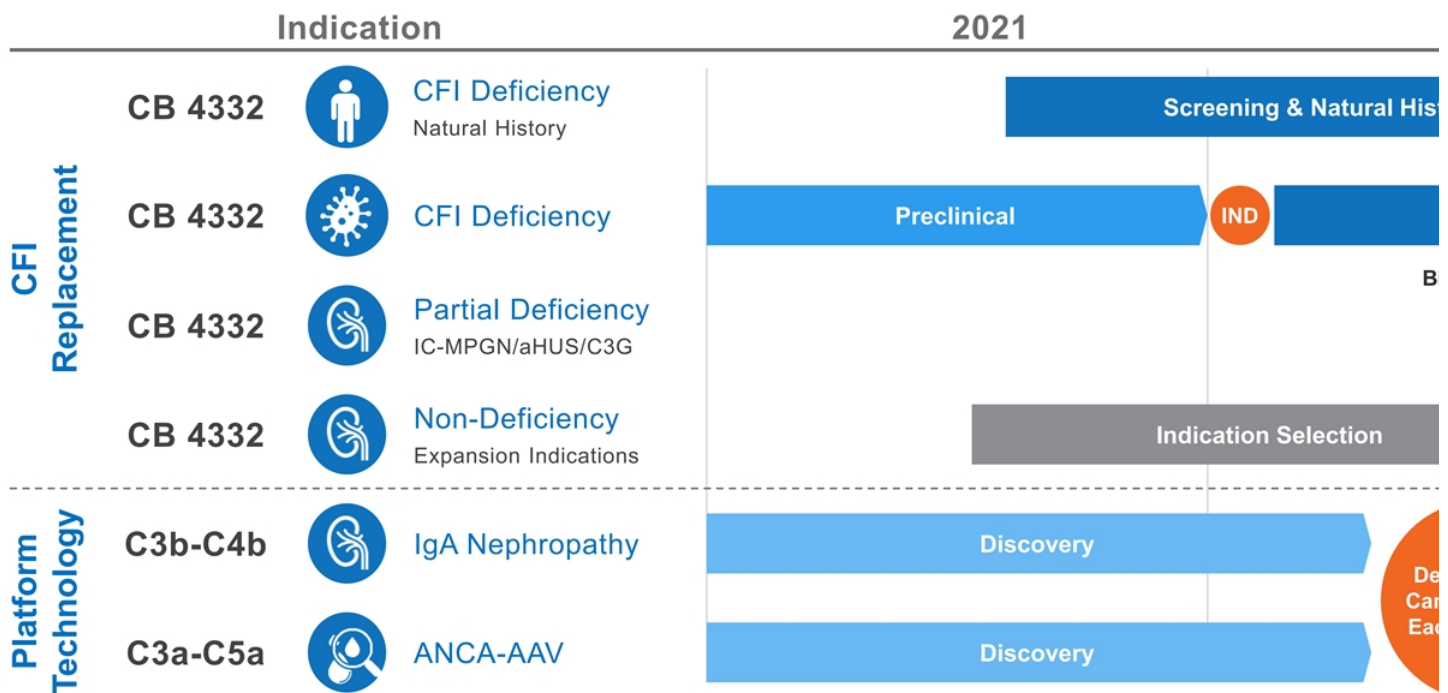 Indication
2021
CFI
Replacement
CB 4332
CFI Deficiency
Natural History
Screening & Natural
CB 4332
CFI Deficiency
Preclinical
IND
CB 4332
Partial Deficiency
IC-MPGN/aHUS/C3G
CB 4332
Non-Deficiency
Expansion Indications
Indication Selection
Platform
Technology
C3b-C4b
IgA Nephropathy
Discovery
C3a-C5a
ANCA-AAV
Discovery